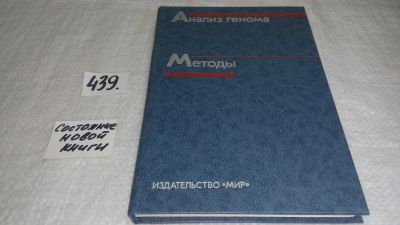 Анализ генома
Методы
439.
Состояние
новой
книги
ИЗДАТЕЛЬСТВО «МИР»